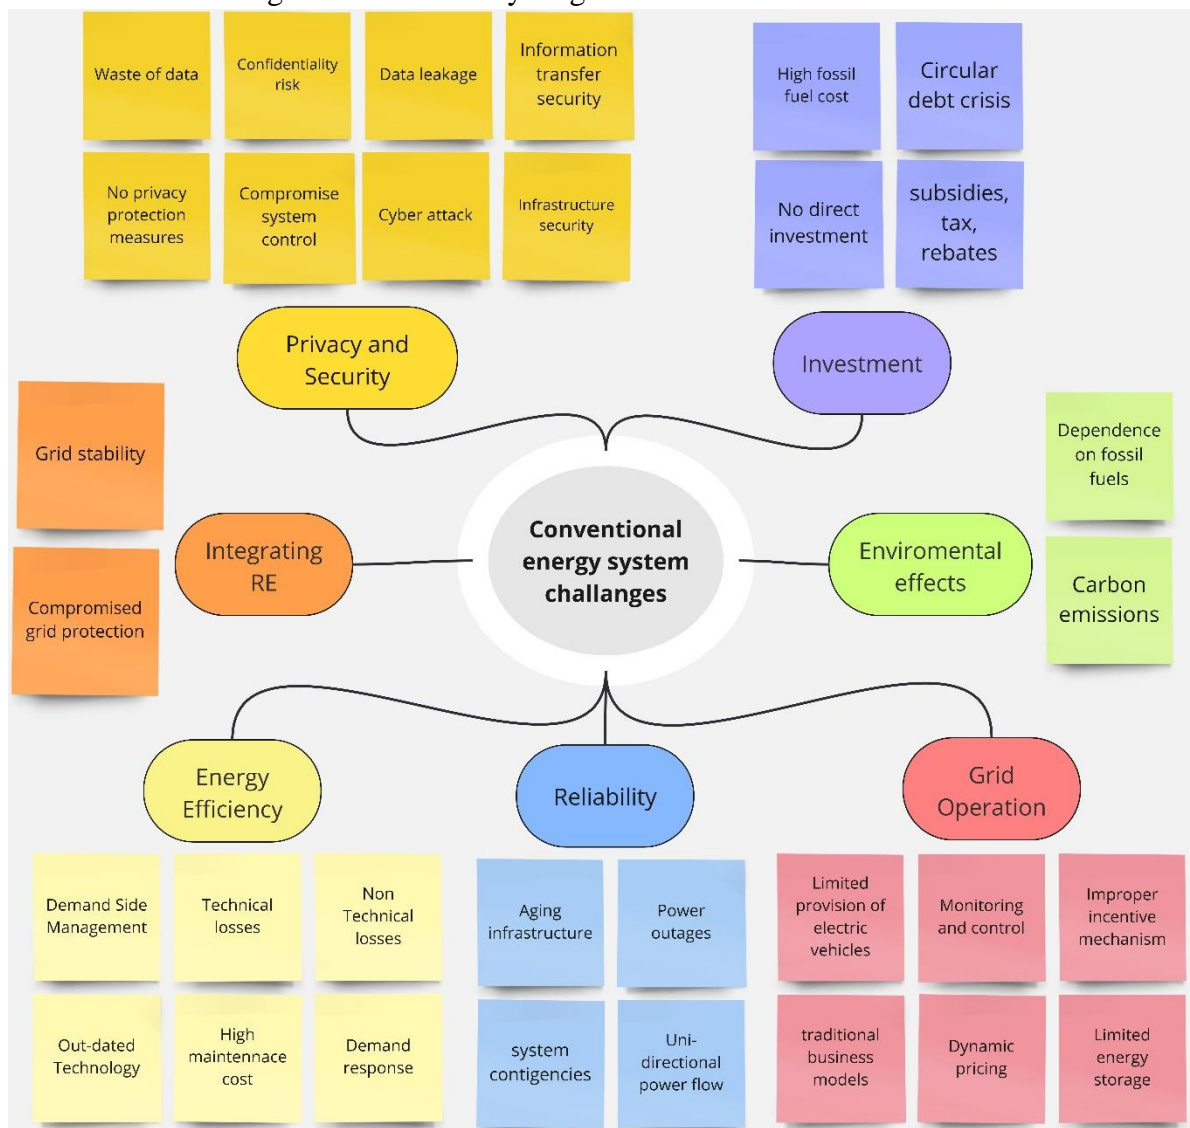 Waste of data
Confidentiality
risk
Data leakage
Information
transfer
security
No privacy
protection
measures
Compromise
system
control
Cyber attack
Infrastructure
security
High fossil
fuel cost
Circular
debt crisis
No direct
investment
subsidies,
tax,
rebates
Privacy and
Security
Investment
Grid stability
Compromised
grid protection
Integrating
RE
Conventional
energy system
challanges
Enviromental
effects
Dependence
on fossil
fuels
Carbon
emissions
Energy
Efficiency
Reliability
Grid
Operation
Demand Side
Management
Technical
losses
Non
Technical
losses
Out-dated
Technology
High
maintennace
cost
Demand
response
Aging
infrastructure
Power
outages
system
contigencies
Uni-
directional
power flow
Limited
provision of
electric
vehicles
Monitoring
and control
Improper
incentive
mechanism
traditional
business
models
Dynamic
pricing
Limited
energy
storage